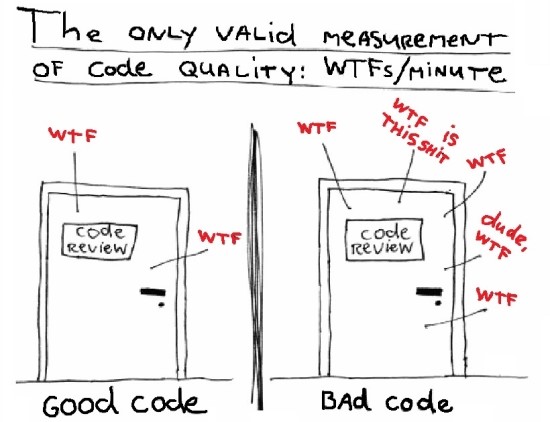 The ONLY VALID MEASUREMENT
OF Code QUALITY: WTFs/MINUTE
WTF
Code
REVIEW
WTF
GOOD code
WTF
WTF is
THIS SHIT
WTF
code
REVIEW
dude,
WTF
WTF
BAd code